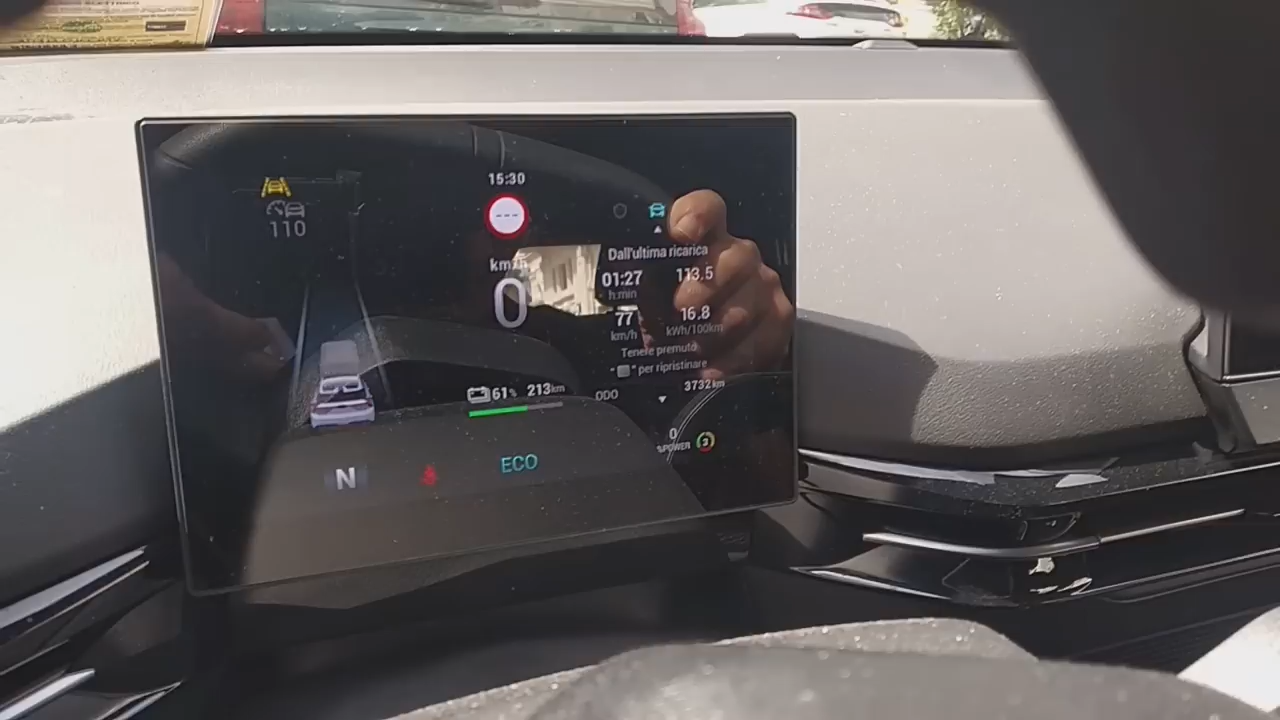 15:30
110
---
km/h
0
Dall'ultima ricarica
01:27 113.5
h:min
77 16.8
km/h kWh/100km
Tenere premuto
" " per ripristinare
61% 213km
ODO 3732km
0
%POWER 2
N ECO